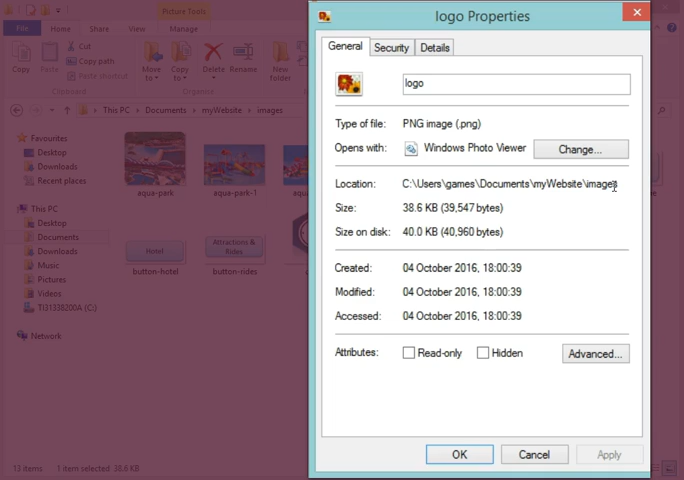 Picture Tools
File
Home
Share
View
Manage
Copy
Paste
Cut
Copy path
Paste shortcut
Clipboard
Move to
Copy to
Delete
Rename
New folder
Organise
This PC
Documents
myWebsite
images
Favourites
Desktop
Downloads
Recent places
This PC
Desktop
Documents
Downloads
Music
Pictures
Videos
TI31338200A (C:)
Network
aqua-park
aqua-park-1
Hotel
button-hotel
Attractions & Rides
button-rides
13 items
1 item selected 38.6 KB
logo Properties
General
Security
Details
logo
Type of file: PNG image (.png)
Opens with: Windows Photo Viewer
Change...
Location: C:\Users\games\Documents\myWebsite\images
Size: 38.6 KB (39,547 bytes)
Size on disk: 40.0 KB (40,960 bytes)
Created: 04 October 2016, 18:00:39
Modified: 04 October 2016, 18:00:39
Accessed: 04 October 2016, 18:00:39
Attributes: Read-only Hidden
Advanced...
OK
Cancel
Apply